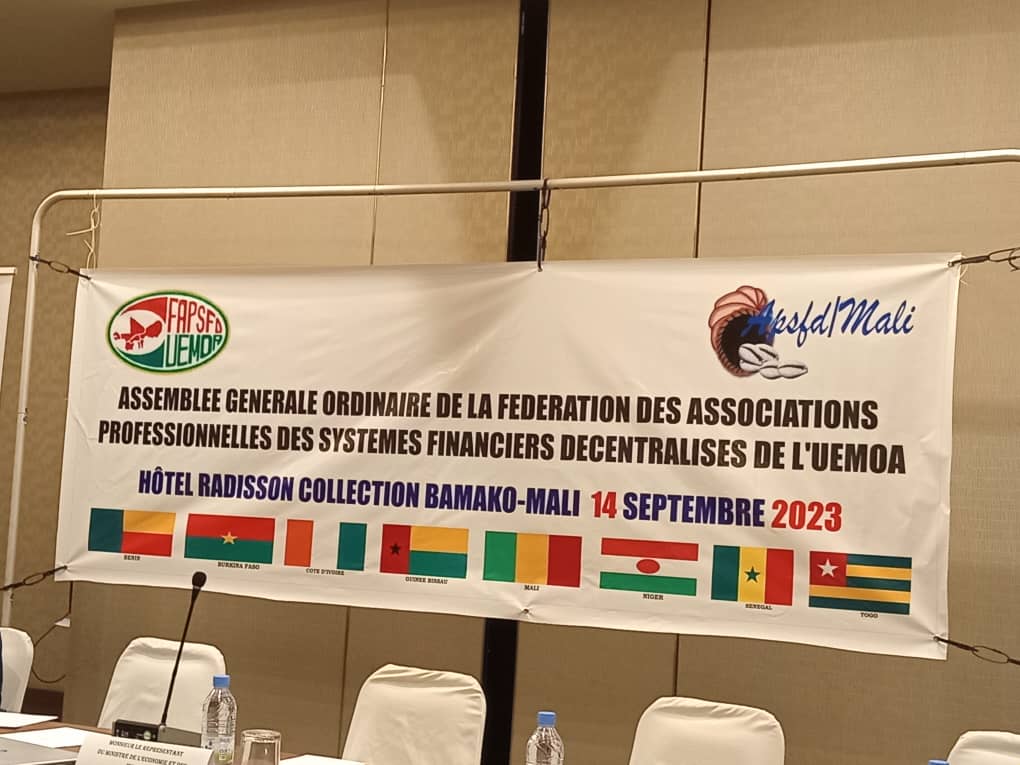 FAPSFD
UEMOA
Apsfd/Mali
ASSEMBLEE GENERALE ORDINAIRE DE LA FEDERATION DES ASSOCIATIONS
PROFESSIONNELLES DES SYSTEMES FINANCIERS DECENTRALISES DE L'UEMOA
HÔTEL RADISSON COLLECTION BAMAKO-MALI 14 SEPTEMBRE 2023
BENIN
BURKINA FASO
COTE D'IVOIRE
GUINEE BISSAU
MALI
NIGER
SENEGAL
TOGO
MONSIEUR LE REPRESENTANT
DU MINISTRE DE L'ECONOMIE ET DES